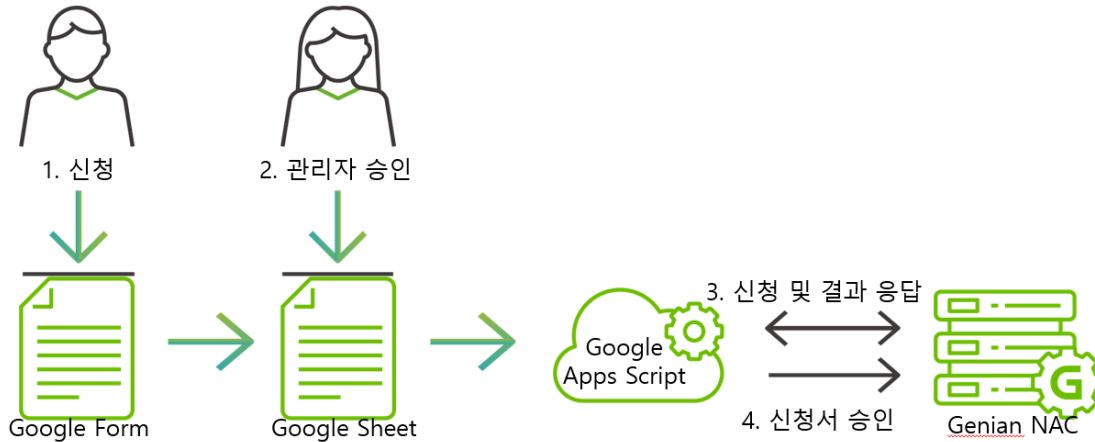 1. 신청
2. 관리자 승인
3. 신청 및 결과 응답
Google
Apps Script
4. 신청서 승인
Google Form
Google Sheet
Genian NAC
G